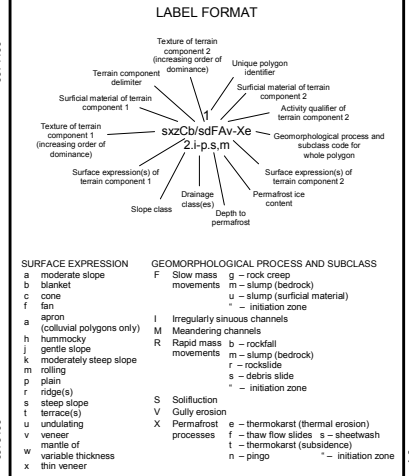 LABEL FORMAT
Texture of terrain
component 2
(increasing order of
dominance)
Unique polygon
identifier
Terrain component
delimiter
Surficial material of terrain
component 2
Surficial material of terrain
component 1
Activity qualifier of
terrain component 2
Texture of terrain
component 1
(increasing order of
dominance)
1
sxzCb/sdFAv-Xe
2.i-p.s,m
Geomorphological process and
subclass code for
whole polygon
Surface expression(s) of
terrain component 1
Surface expression(s) of
terrain component 2
Slope class
Drainage
class(es)
Depth to
permafrost
Permafrost ice
content
SURFACE EXPRESSION
a moderate slope
b blanket
c cone
f fan
a apron
(colluvial polygons only)
h hummocky
j gentle slope
k moderately steep slope
m rolling
p plain
r ridge(s)
s steep slope
t terrace(s)
u undulating
v veneer
w mantle of
variable thickness
x thin veneer
GEOMORPHOLOGICAL PROCESS AND SUBCLASS
F Slow mass movements g – rock creep
m – slump (bedrock)
u – slump (surficial material)
" – initiation zone
I Irregularly sinuous channels
M Meandering channels
R Rapid mass movements b – rockfall
m – slump (bedrock)
r – rockslide
s – debris slide
" – initiation zone
S Solifluction
V Gully erosion
X Permafrost processes e – thermokarst (thermal erosion)
f – thaw flow slides s – sheetwash
t – thermokarst (subsidence)
n – pingo " – initiation zone